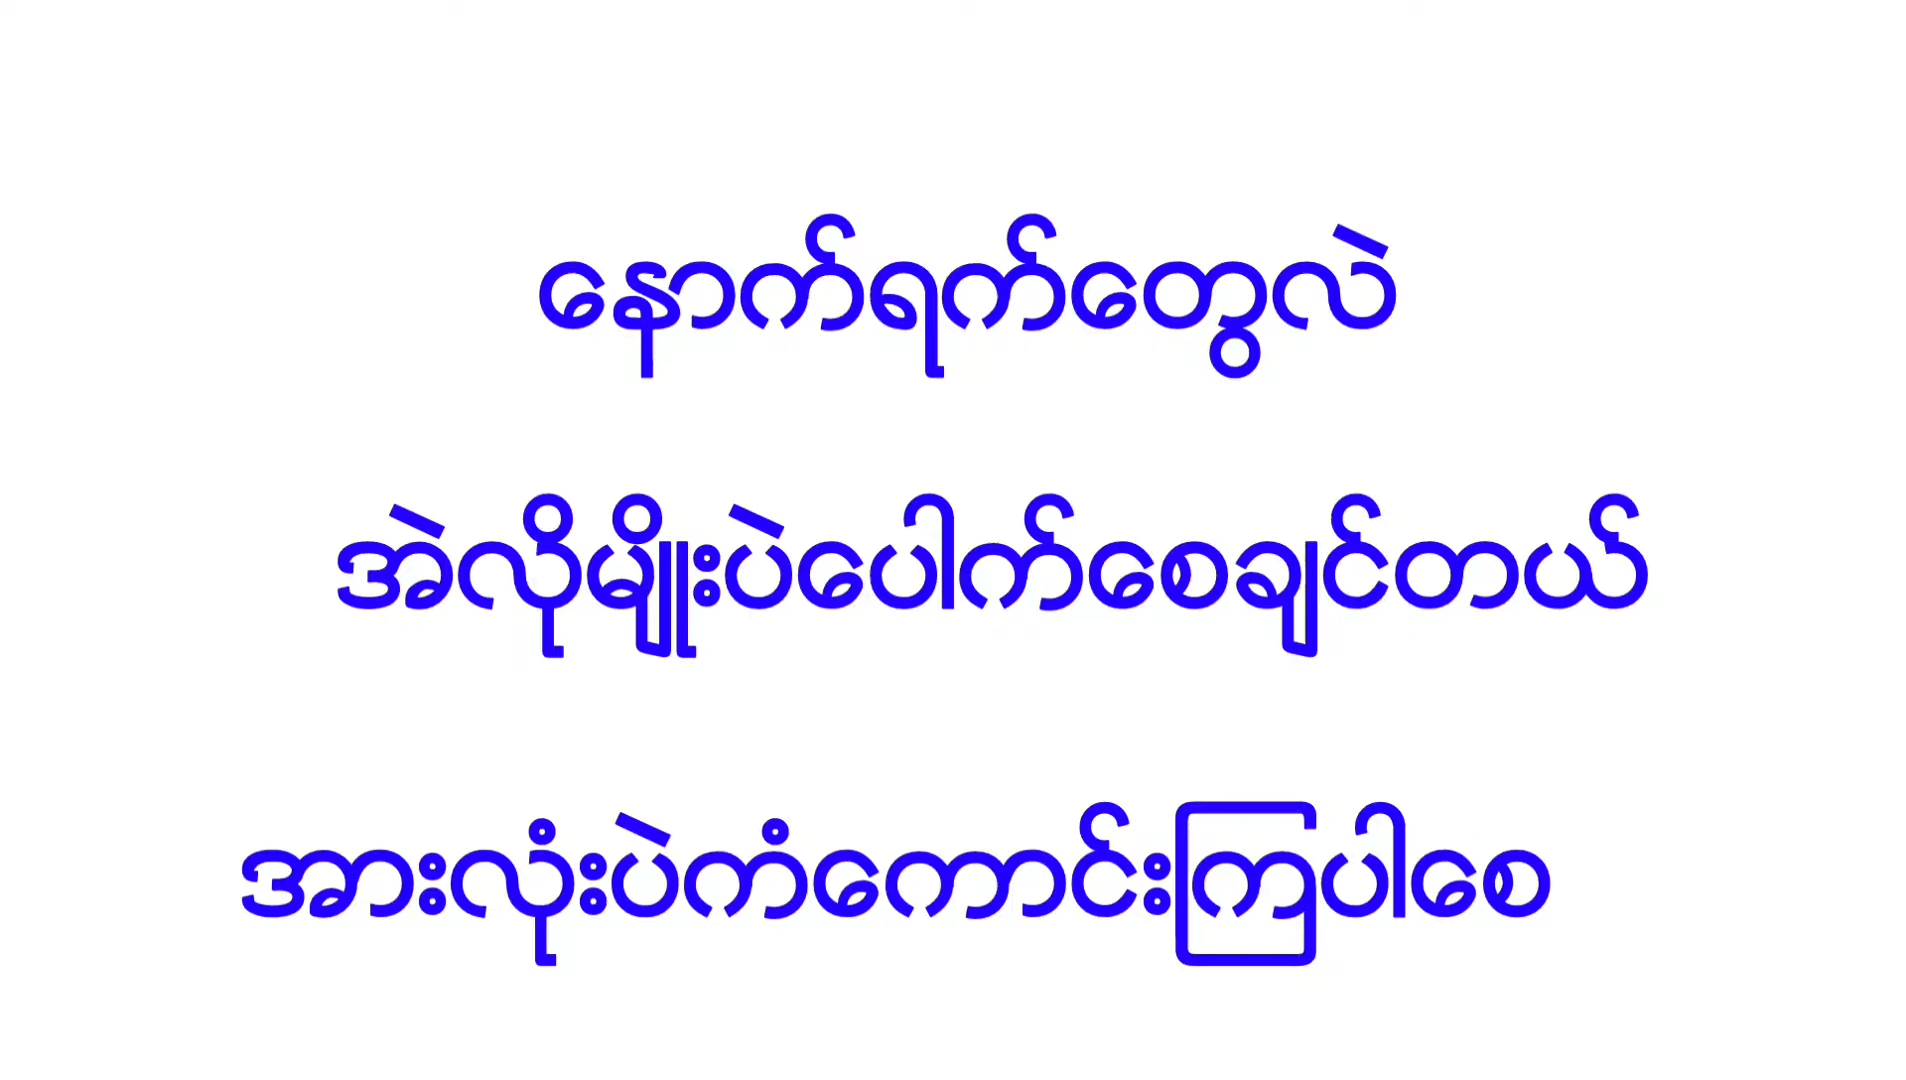 နောက်ရက်တွေလဲ
အဲလိုမျိုးပဲပေါက်စေချင်တယ်
အားလုံးပဲကံကောင်းကြပါစေ